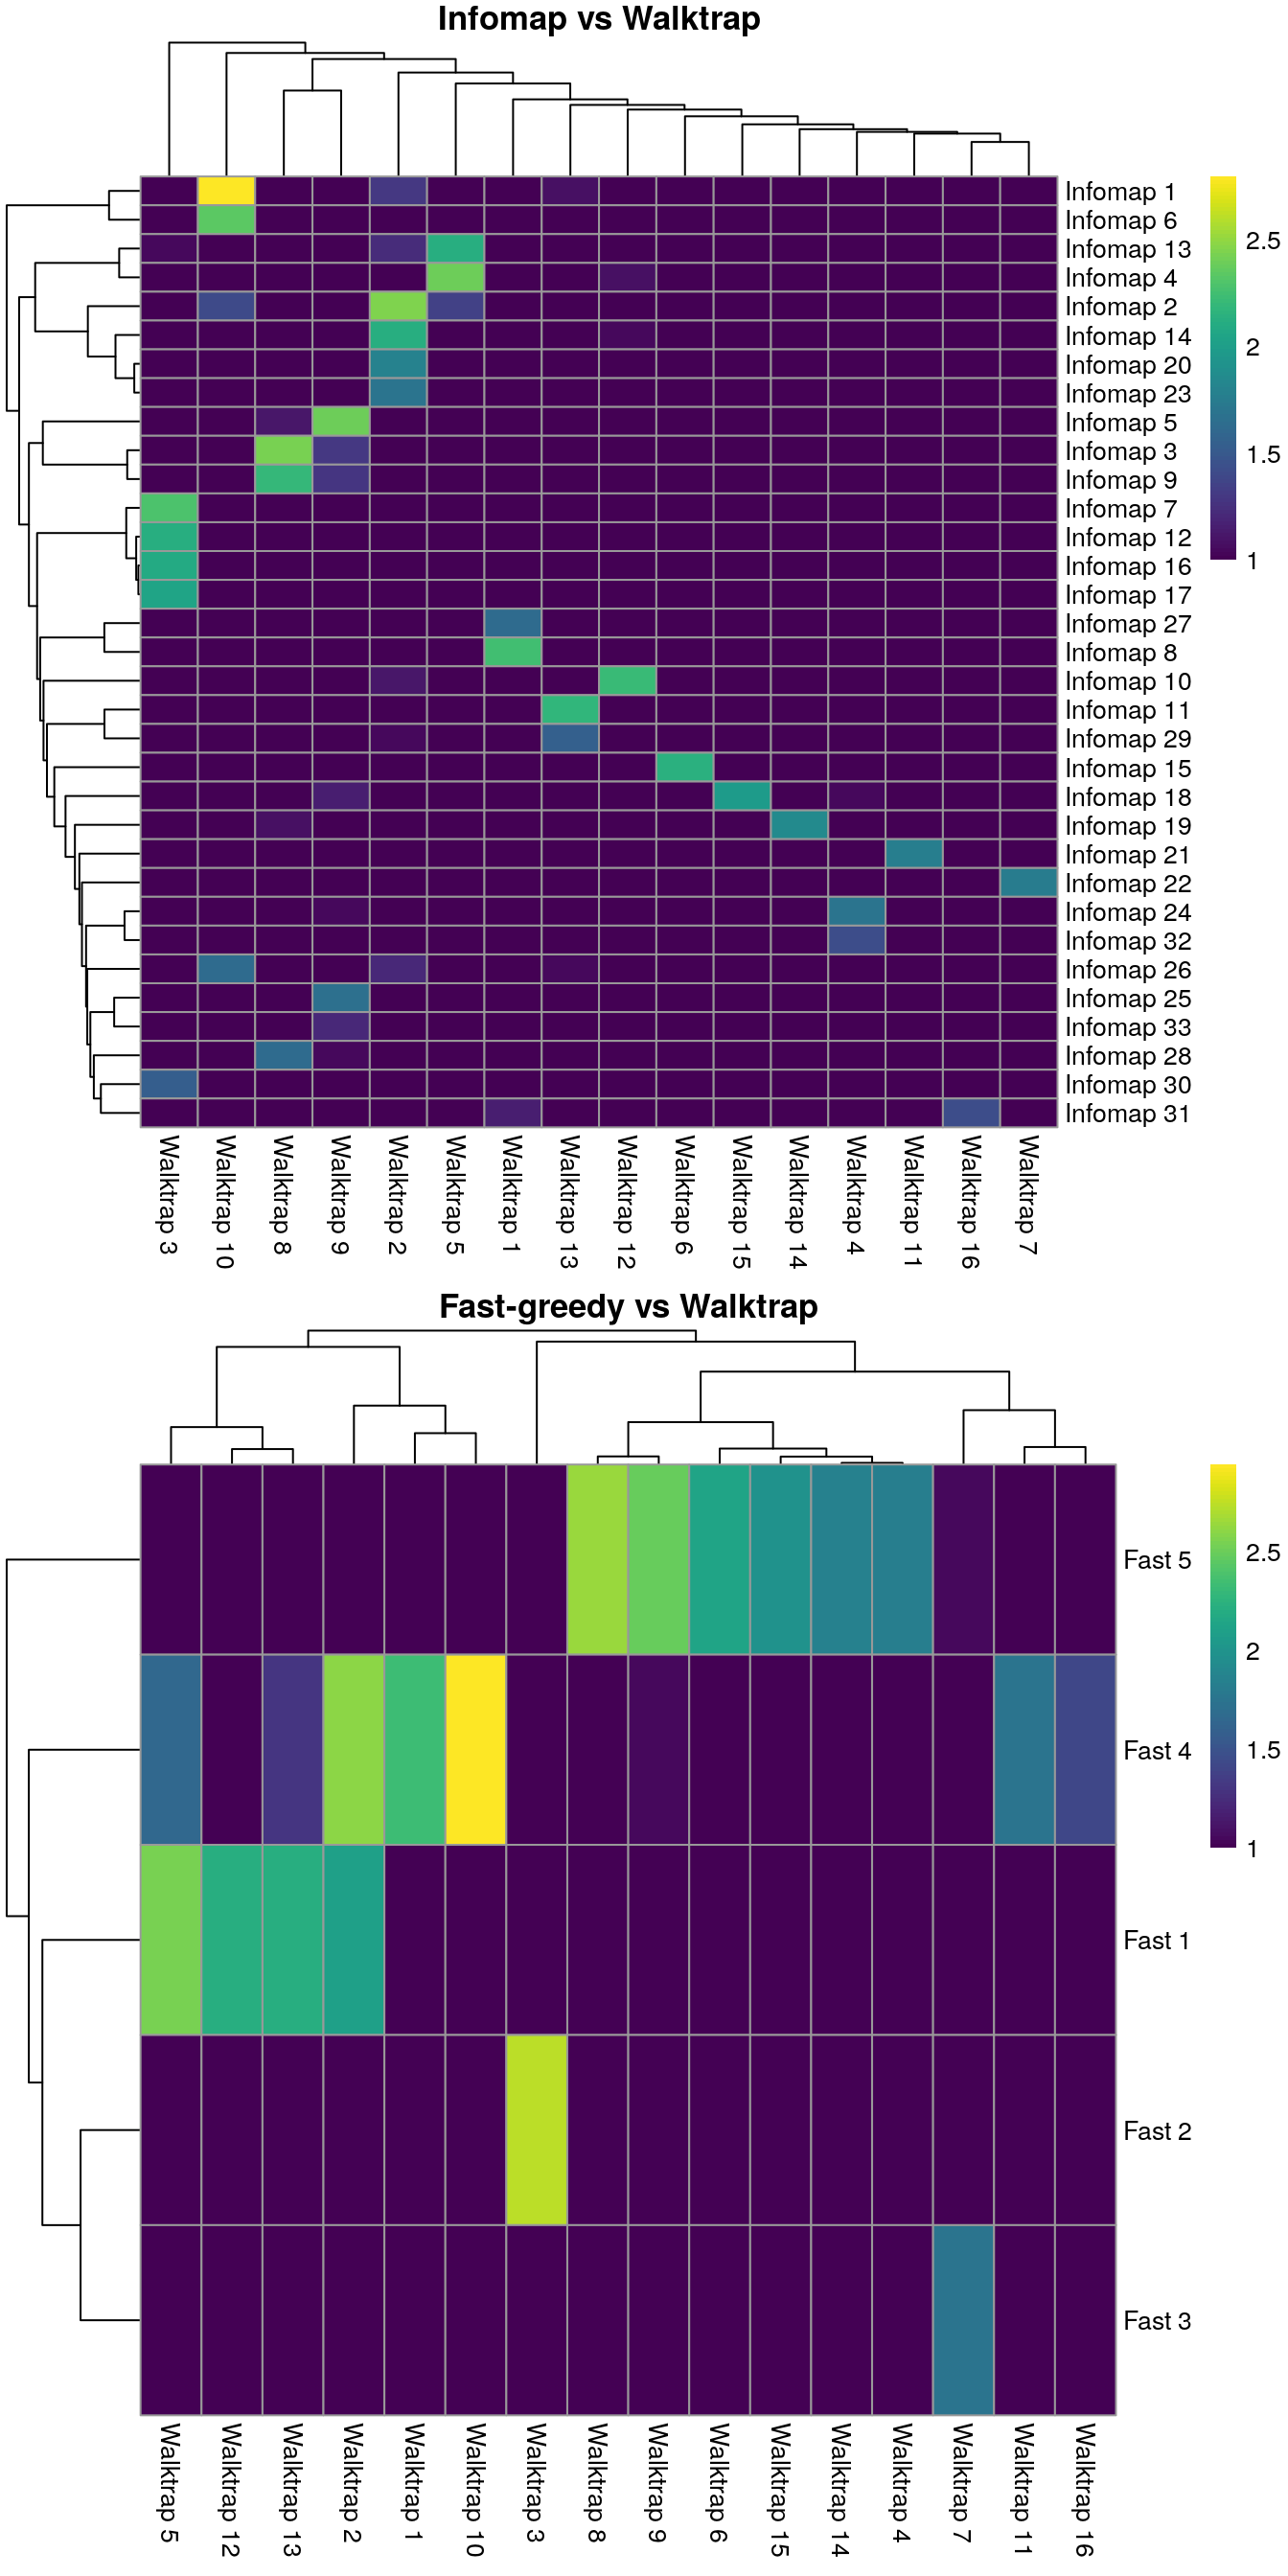 Infomap vs Walktrap
Infomap 1
Infomap 6
Infomap 13
Infomap 4
Infomap 2
Infomap 14
Infomap 20
Infomap 23
Infomap 5
Infomap 3
Infomap 9
Infomap 7
Infomap 12
Infomap 16
Infomap 17
Infomap 27
Infomap 8
Infomap 10
Infomap 11
Infomap 29
Infomap 15
Infomap 18
Infomap 19
Infomap 21
Infomap 22
Infomap 24
Infomap 32
Infomap 26
Infomap 25
Infomap 33
Infomap 28
Infomap 30
Infomap 31
2.5
2
1.5
1
Walktrap 3
Walktrap 10
Walktrap 8
Walktrap 9
Walktrap 2
Walktrap 5
Walktrap 1
Walktrap 13
Walktrap 12
Walktrap 6
Walktrap 15
Walktrap 14
Walktrap 4
Walktrap 11
Walktrap 16
Walktrap 7
Fast-greedy vs Walktrap
Fast 5
Fast 4
Fast 1
Fast 2
Fast 3
2.5
2
1.5
1
Walktrap 5
Walktrap 12
Walktrap 13
Walktrap 2
Walktrap 1
Walktrap 10
Walktrap 3
Walktrap 8
Walktrap 9
Walktrap 6
Walktrap 15
Walktrap 14
Walktrap 4
Walktrap 7
Walktrap 11
Walktrap 16